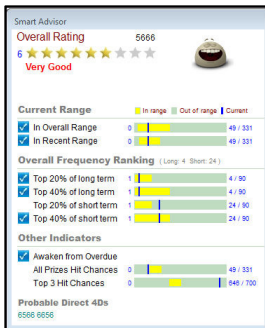 Smart Advisor
Overall Rating 5666
6
Very Good
Current Range In range Out of range Current
In Overall Range 0 49 / 331
In Recent Range 0 49 / 331
Overall Frequency Ranking ( Long: 4 Short: 24 )
Top 20% of long term 1 4 / 90
Top 40% of long term 1 4 / 90
Top 20% of short term 1 24 / 90
Top 40% of short term 1 24 / 90
Other Indicators
Awaken from Overdue
All Prizes Hit Chances 0 49 / 331
Top 3 Hit Chances 0 646 / 700
Probable Direct 4Ds
6566 6656